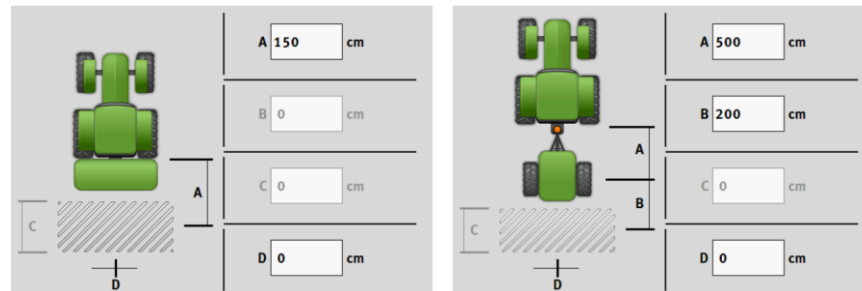 A 150 cm
B 0 cm
A
C 0 cm
C
D 0 cm
D
A 500 cm
B 200 cm
A
C 0 cm
B
C
D 0 cm
D